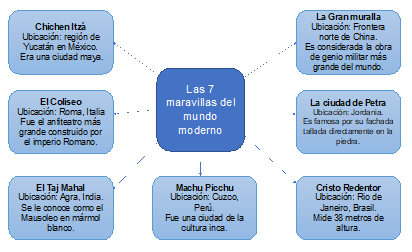 Chichen Itzá
Ubicación: región de
Yucatán en México.
Era una ciudad maya.
La Gran muralla
Ubicación: Frontera
norte de China.
Es considerada la obra
de genio militar más
grande del mundo.
Las 7
maravillas del
mundo
moderno
El Coliseo
Ubicación: Roma, Italia
Fue el anfiteatro más
grande construido por
el imperio Romano.
La ciudad de Petra
Ubicación: Jordania.
Es famosa por su fachada
tallada directamente en la
piedra.
El Taj Mahal
Ubicación: Agra, India.
Se le conoce como el
Mausoleo en mármol
blanco.
Machu Picchu
Ubicación: Cuzco,
Perú.
Fue una ciudad de la
cultura inca.
Cristo Redentor
Ubicación: Río de
Janeiro, Brasil.
Mide 38 metros de
altura.